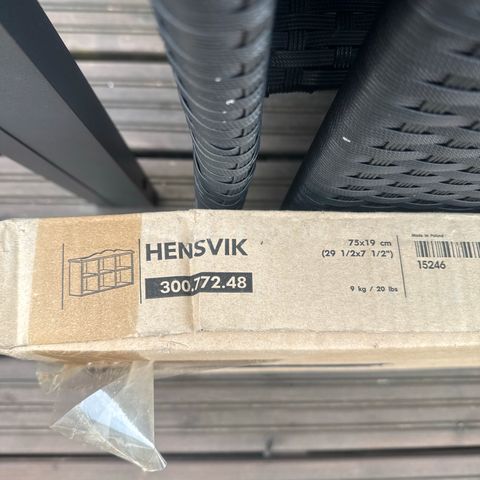 HENSVIK
300.772.48
75x19 cm
(29 1/2x7 1/2")
9 kg / 20 lbs
Made in Poland
15246